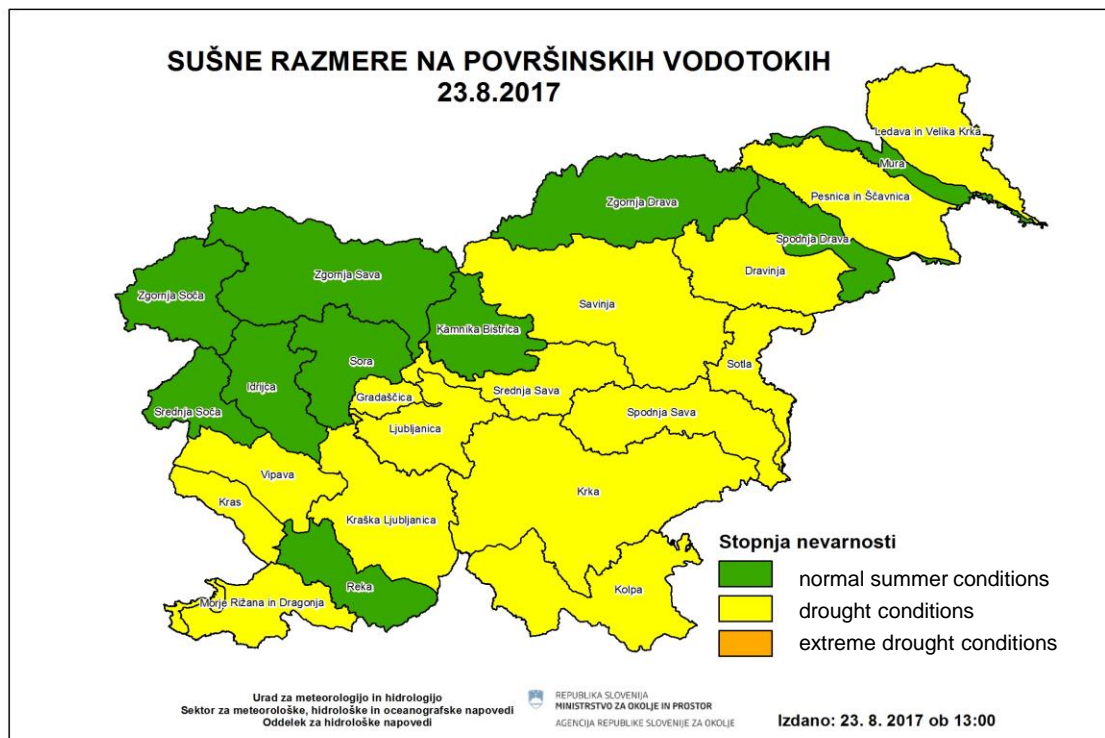 SUŠNE RAZMERE NA POVRŠINSKIH VODOTOKIH
23.8.2017
Ledava in Velika Krka
Mura
Pesnica in Ščavnica
Zgornja Drava
Spodnja Drava
Dravinja
Zgornja Sava
Zgornja Soča
Savinja
Kamnika Bistrica
Sora
Idrijca
Sotla
Srednja Sava
Gradaščica
Srednja Soča
Spodnja Sava
Ljubljanica
Vipava
Krka
Kras
Kraška Ljubljanica
Reka
Kolpa
Morje Rižana in Dragonja
Stopnja nevarnosti
normal summer conditions
drought conditions
extreme drought conditions
Urad za meteorologijo in hidrologijo
Sektor za meteorološke, hidrološke in oceanografske napovedi
Oddelek za hidrološke napovedi
REPUBLIKA SLOVENIJA
MINISTRSTVO ZA OKOLJE IN PROSTOR
AGENCIJA REPUBLIKE SLOVENIJE ZA OKOLJE
Izdano: 23. 8. 2017 ob 13:00